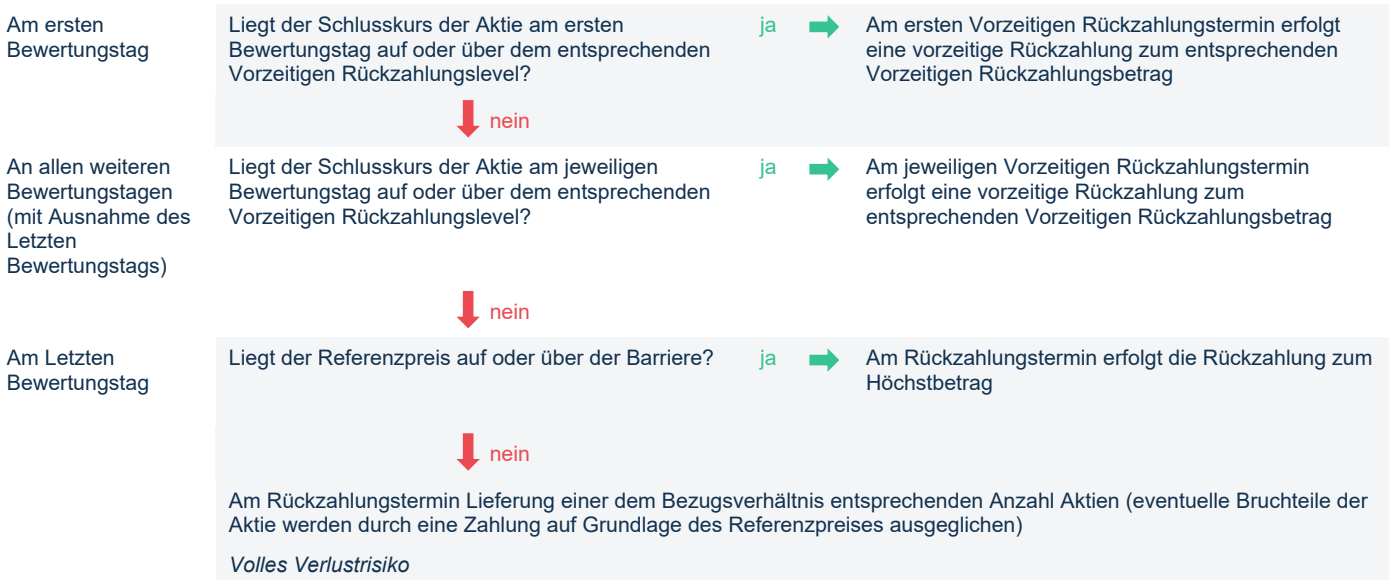 Am ersten
Bewertungstag
Liegt der Schlusskurs der Aktie am ersten
Bewertungstag auf oder über dem entsprechenden
Vorzeitigen Rückzahlungslevel?
ja
Am ersten Vorzeitigen Rückzahlungstermin erfolgt
eine vorzeitige Rückzahlung zum entsprechenden
Vorzeitigen Rückzahlungsbetrag
nein
An allen weiteren
Bewertungstagen
(mit Ausnahme des
Letzten
Bewertungstags)
Liegt der Schlusskurs der Aktie am jeweiligen
Bewertungstag auf oder über dem entsprechenden
Vorzeitigen Rückzahlungslevel?
ja
Am jeweiligen Vorzeitigen Rückzahlungstermin
erfolgt eine vorzeitige Rückzahlung zum
entsprechenden Vorzeitigen Rückzahlungsbetrag
nein
Am Letzten
Bewertungstag
Liegt der Referenzpreis auf oder über der Barriere?
ja
Am Rückzahlungstermin erfolgt die Rückzahlung zum
Höchstbetrag
nein
Am Rückzahlungstermin Lieferung einer dem Bezugsverhältnis entsprechenden Anzahl Aktien (eventuelle Bruchteile der
Aktie werden durch eine Zahlung auf Grundlage des Referenzpreises ausgeglichen)
Volles Verlustrisiko